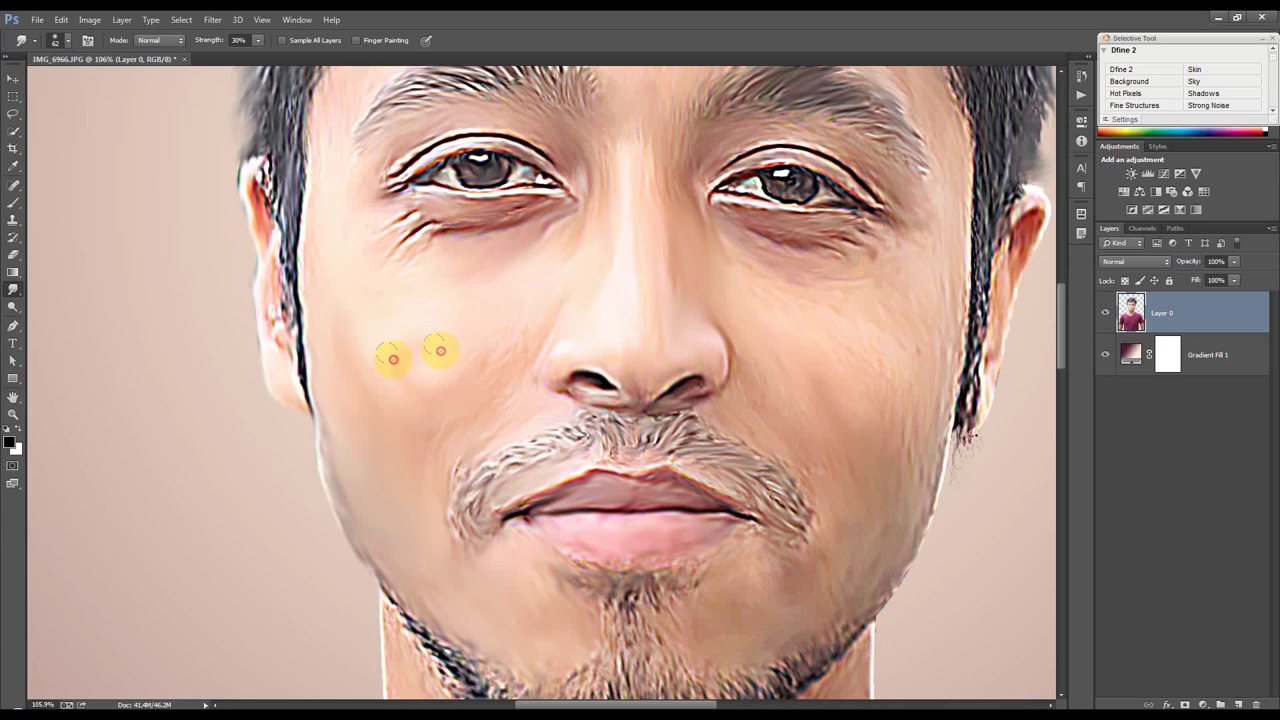 Ps File Edit Image Layer Type Select Filter 3D View Window Help
62 Mode: Normal Strength: 30% Sample All Layers Finger Painting
IMG_6966.JPG @ 106% (Layer 0, RGB/8) * ×
Selective Tool
Dfine 2
Dfine 2 Skin
Background Sky
Hot Pixels Shadows
Fine Structures Strong Noise
Settings
Adjustments Styles
Add an adjustment
Layers Channels Paths
Kind
Normal Opacity: 100%
Lock: Fill: 100%
Layer 0
Gradient Fill 1
105.9% Doc: 41.4M/46.2M